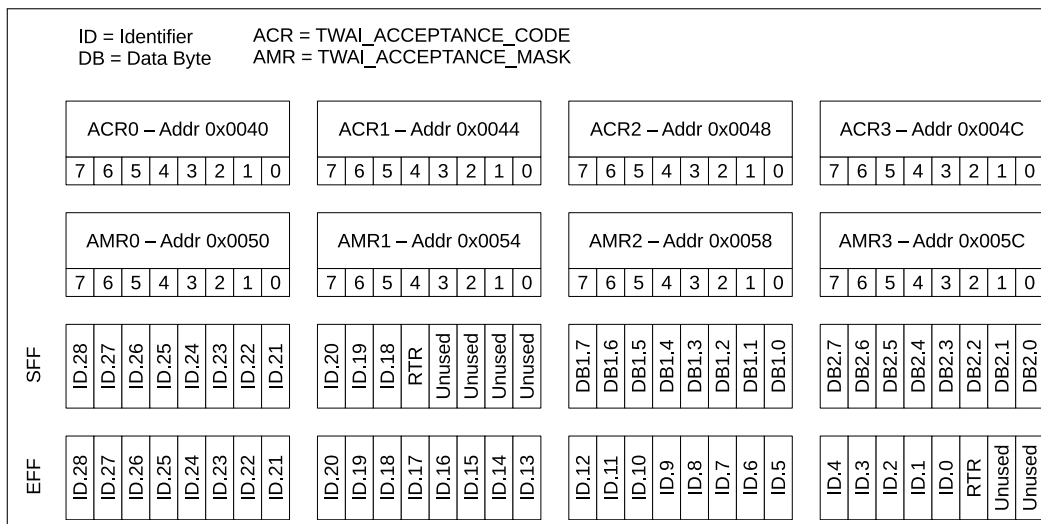 ID = Identifier ACR = TWAI_ACCEPTANCE_CODE
DB = Data Byte AMR = TWAI_ACCEPTANCE_MASK
ACR0 – Addr 0x0040 ACR1 – Addr 0x0044 ACR2 – Addr 0x0048 ACR3 – Addr 0x004C
7 6 5 4 3 2 1 0 7 6 5 4 3 2 1 0 7 6 5 4 3 2 1 0 7 6 5 4 3 2 1 0
AMR0 – Addr 0x0050 AMR1 – Addr 0x0054 AMR2 – Addr 0x0058 AMR3 – Addr 0x005C
7 6 5 4 3 2 1 0 7 6 5 4 3 2 1 0 7 6 5 4 3 2 1 0 7 6 5 4 3 2 1 0
SFF ID.28 ID.27 ID.26 ID.25 ID.24 ID.23 ID.22 ID.21 ID.20 ID.19 ID.18 RTR Unused Unused Unused Unused DB1.7 DB1.6 DB1.5 DB1.4 DB1.3 DB1.2 DB1.1 DB1.0 DB2.7 DB2.6 DB2.5 DB2.4 DB2.3 DB2.2 DB2.1 DB2.0
EFF ID.28 ID.27 ID.26 ID.25 ID.24 ID.23 ID.22 ID.21 ID.20 ID.19 ID.18 ID.17 ID.16 ID.15 ID.14 ID.13 ID.12 ID.11 ID.10 ID.9 ID.8 ID.7 ID.6 ID.5 ID.4 ID.3 ID.2 ID.1 ID.0 RTR Unused Unused